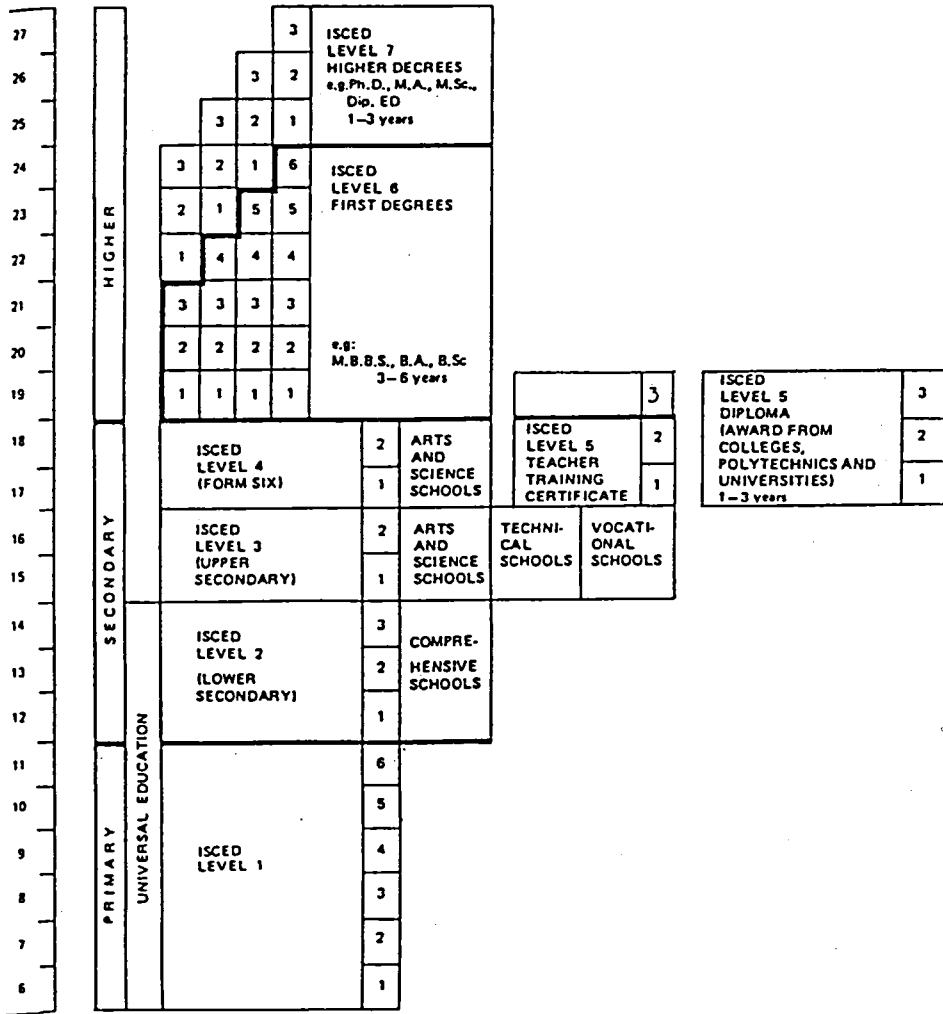 27
3
ISCED
LEVEL 7
HIGHER DEGREES
e.g.Ph.D., M.A., M.Sc.,
Dip. ED
1–3 years
26
3 2
25
3 2 1
24
3 2 1 6
ISCED
LEVEL 6
FIRST DEGREES
e.g:
M.B.B.S., B.A., B.Sc
3–6 years
23
2 1 5 5
22
1 4 4 4
21
3 3 3 3
20
2 2 2 2
19
1 1 1 1
HIGHER
3
ISCED
LEVEL 5
TEACHER
TRAINING
CERTIFICATE
2
1
ISCED
LEVEL 5
DIPLOMA
(AWARD FROM
COLLEGES,
POLYTECHNICS AND
UNIVERSITIES)
1–3 years
3
2
1
18
17
ISCED
LEVEL 4
(FORM SIX)
2
1
ARTS
AND
SCIENCE
SCHOOLS
16
15
ISCED
LEVEL 3
(UPPER
SECONDARY)
2
1
ARTS
AND
SCIENCE
SCHOOLS
TECHNI-
CAL
SCHOOLS
VOCATI-
ONAL
SCHOOLS
SECONDARY
14
13
12
ISCED
LEVEL 2
(LOWER
SECONDARY)
3
2
1
COMPRE-
HENSIVE
SCHOOLS
UNIVERSAL EDUCATION
PRIMARY
11
10
9
8
7
6
ISCED
LEVEL 1
6
5
4
3
2
1